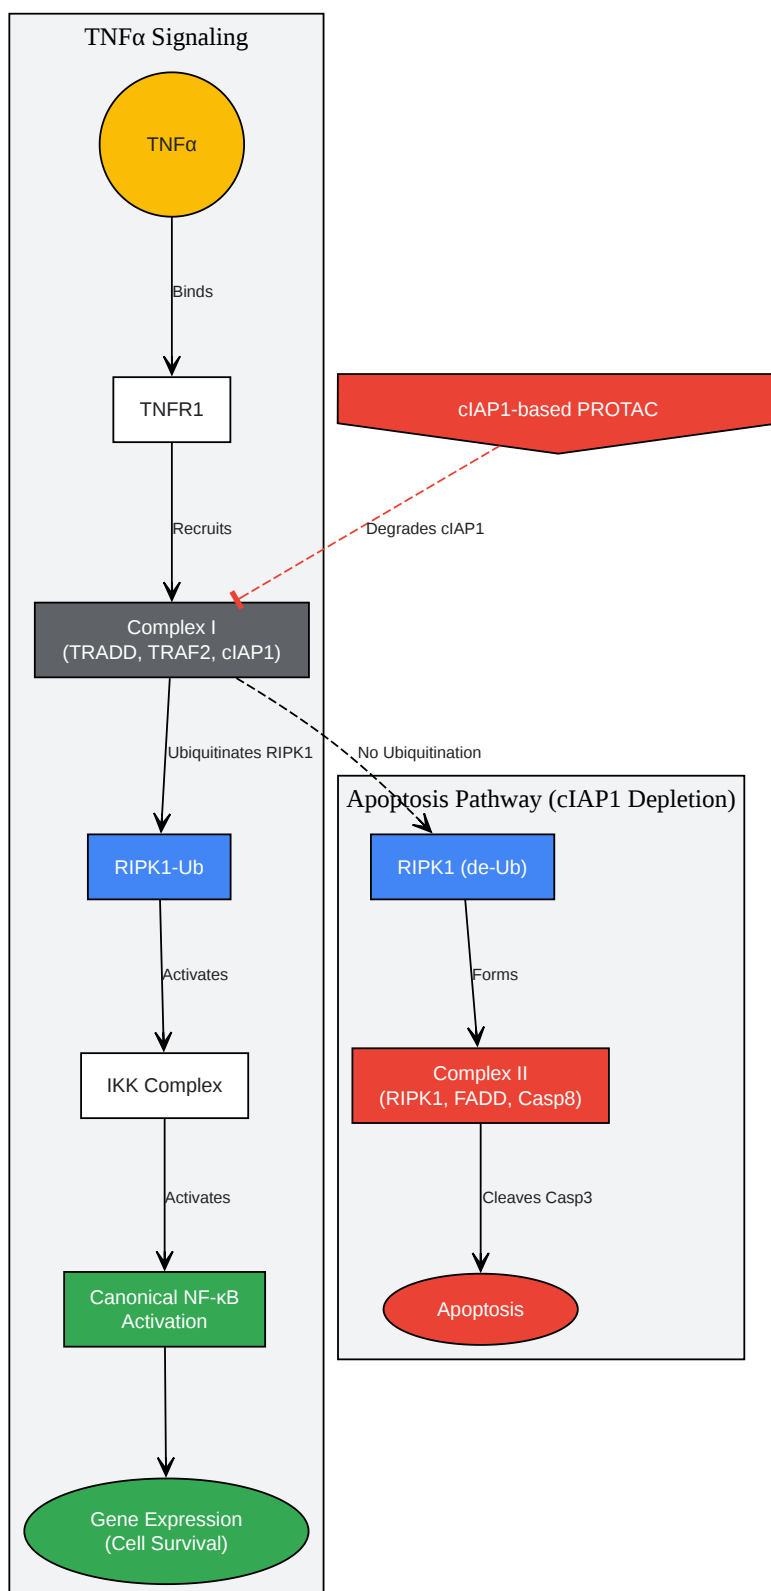 TNFα Signaling
TNFα
Binds
TNFR1
cIAP1-based PROTAC
Recruits
Degrades cIAP1
Complex I
(TRADD, TRAF2, cIAP1)
Ubiquitinates RIPK1
No Ubiquitination
Apoptosis Pathway (cIAP1 Depletion)
RIPK1-Ub
RIPK1 (de-Ub)
Activates
Forms
IKK Complex
Complex II
(RIPK1, FADD, Casp8)
Activates
Cleaves Casp3
Canonical NF-κB
Activation
Apoptosis
Gene Expression
(Cell Survival)